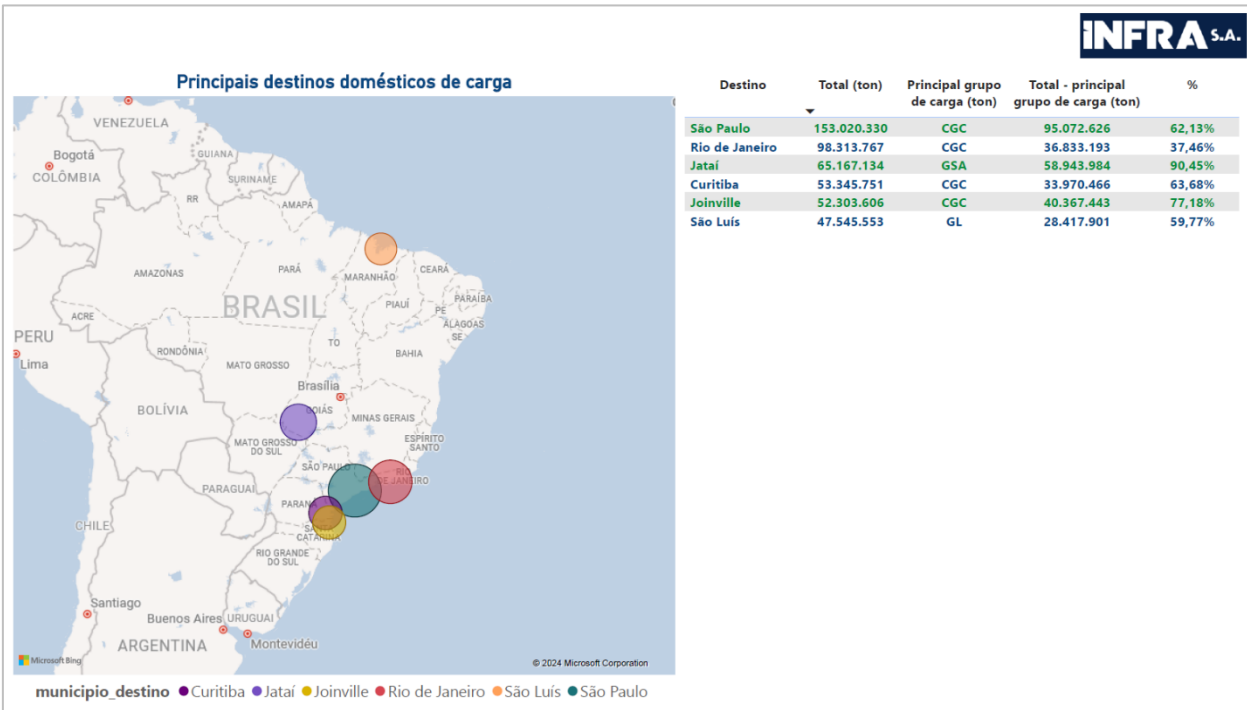 INFRA S.A.
Principais destinos domésticos de carga
Destino Total (ton) Principal grupo de carga (ton) Total - principal grupo de carga (ton) %
São Paulo 153.020.330 CGC 95.072.626 62,13%
Rio de Janeiro 98.313.767 CGC 36.833.193 37,46%
Jataí 65.167.134 GSA 58.943.984 90,45%
Curitiba 53.345.751 CGC 33.970.466 63,68%
Joinville 52.303.606 CGC 40.367.443 77,18%
São Luís 47.545.553 GL 28.417.901 59,77%
VENEZUELA
Bogotá
GUIANA
COLÔMBIA
SURINAME
RR
AMAPÁ
AMAZONAS
PARÁ
MARANHÃO
CEARÁ
BRASIL
PIAUÍ
PARAÍBA
PE
ACRE
ALAGOAS
SE
PERU
TO
Lima
RONDÔNIA
BAHIA
MATO GROSSO
Brasília
BOLÍVIA
GOIÁS
MINAS GERAIS
MATO GROSSO
DO SUL
ESPÍRITO
SANTO
SÃO PAULO
RIO
DE JANEIRO
PARAGUAI
PARANÁ
CHILE
SANTA
CATARINA
RIO GRANDE
DO SUL
Santiago
Buenos Aires
URUGUAI
ARGENTINA
Montevidéu
Microsoft Bing
© 2024 Microsoft Corporation
municipio_destino Curitiba Jataí Joinville Rio de Janeiro São Luís São Paulo